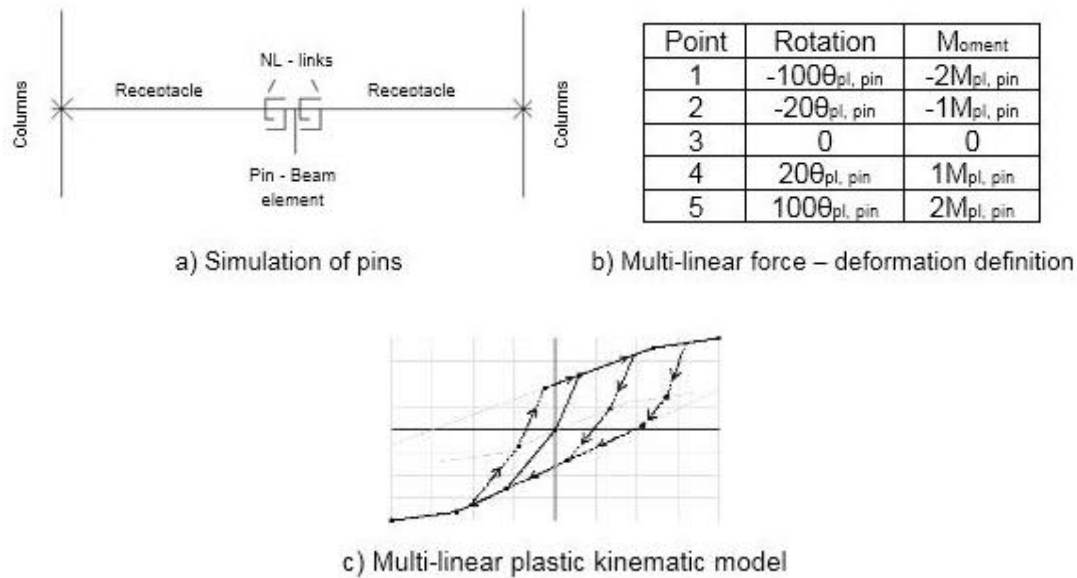 NL - links
Receptacle
Receptacle
Columns
Columns
Pin - Beam
element
a) Simulation of pins
Point Rotation Moment
1 -100θpl, pin -2Mpl, pin
2 -20θpl, pin -1Mpl, pin
3 0 0
4 20θpl, pin 1Mpl, pin
5 100θpl, pin 2Mpl, pin
b) Multi-linear force – deformation definition
c) Multi-linear plastic kinematic model